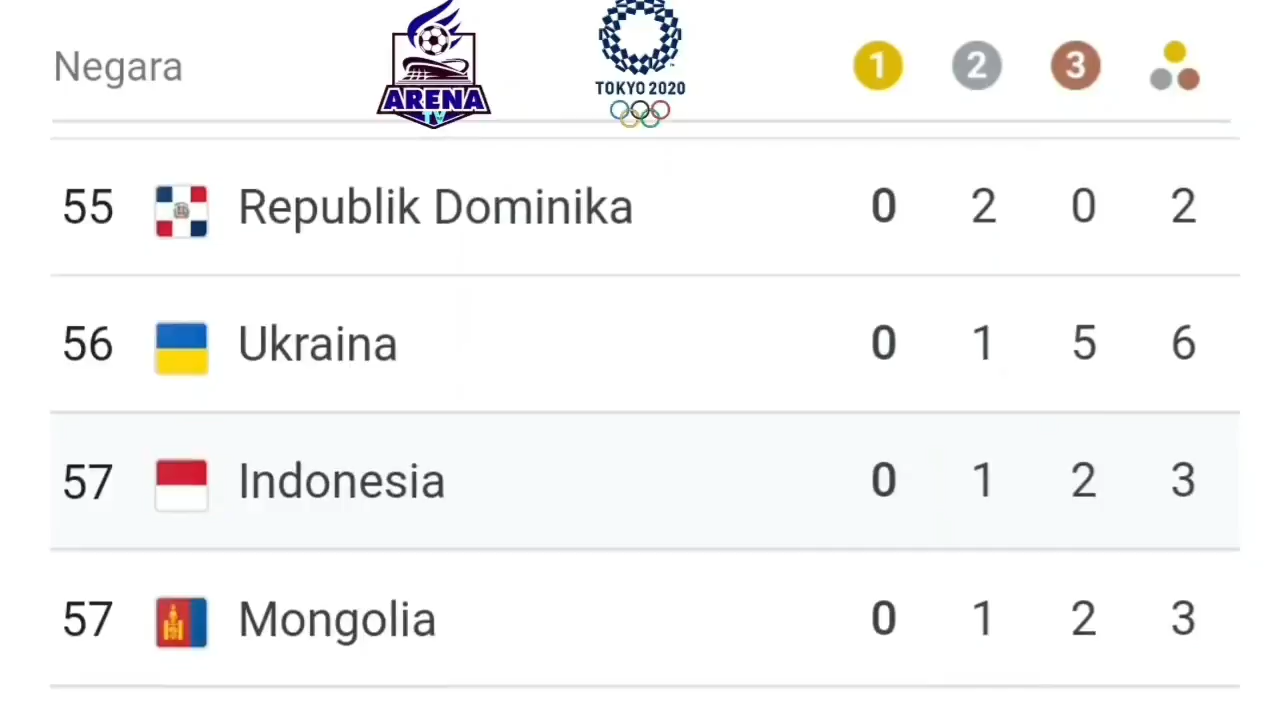 Negara ARENA TV TOKYO 2020 1 2 3
55 Republik Dominika 0 2 0 2
56 Ukraina 0 1 5 6
57 Indonesia 0 1 2 3
57 Mongolia 0 1 2 3